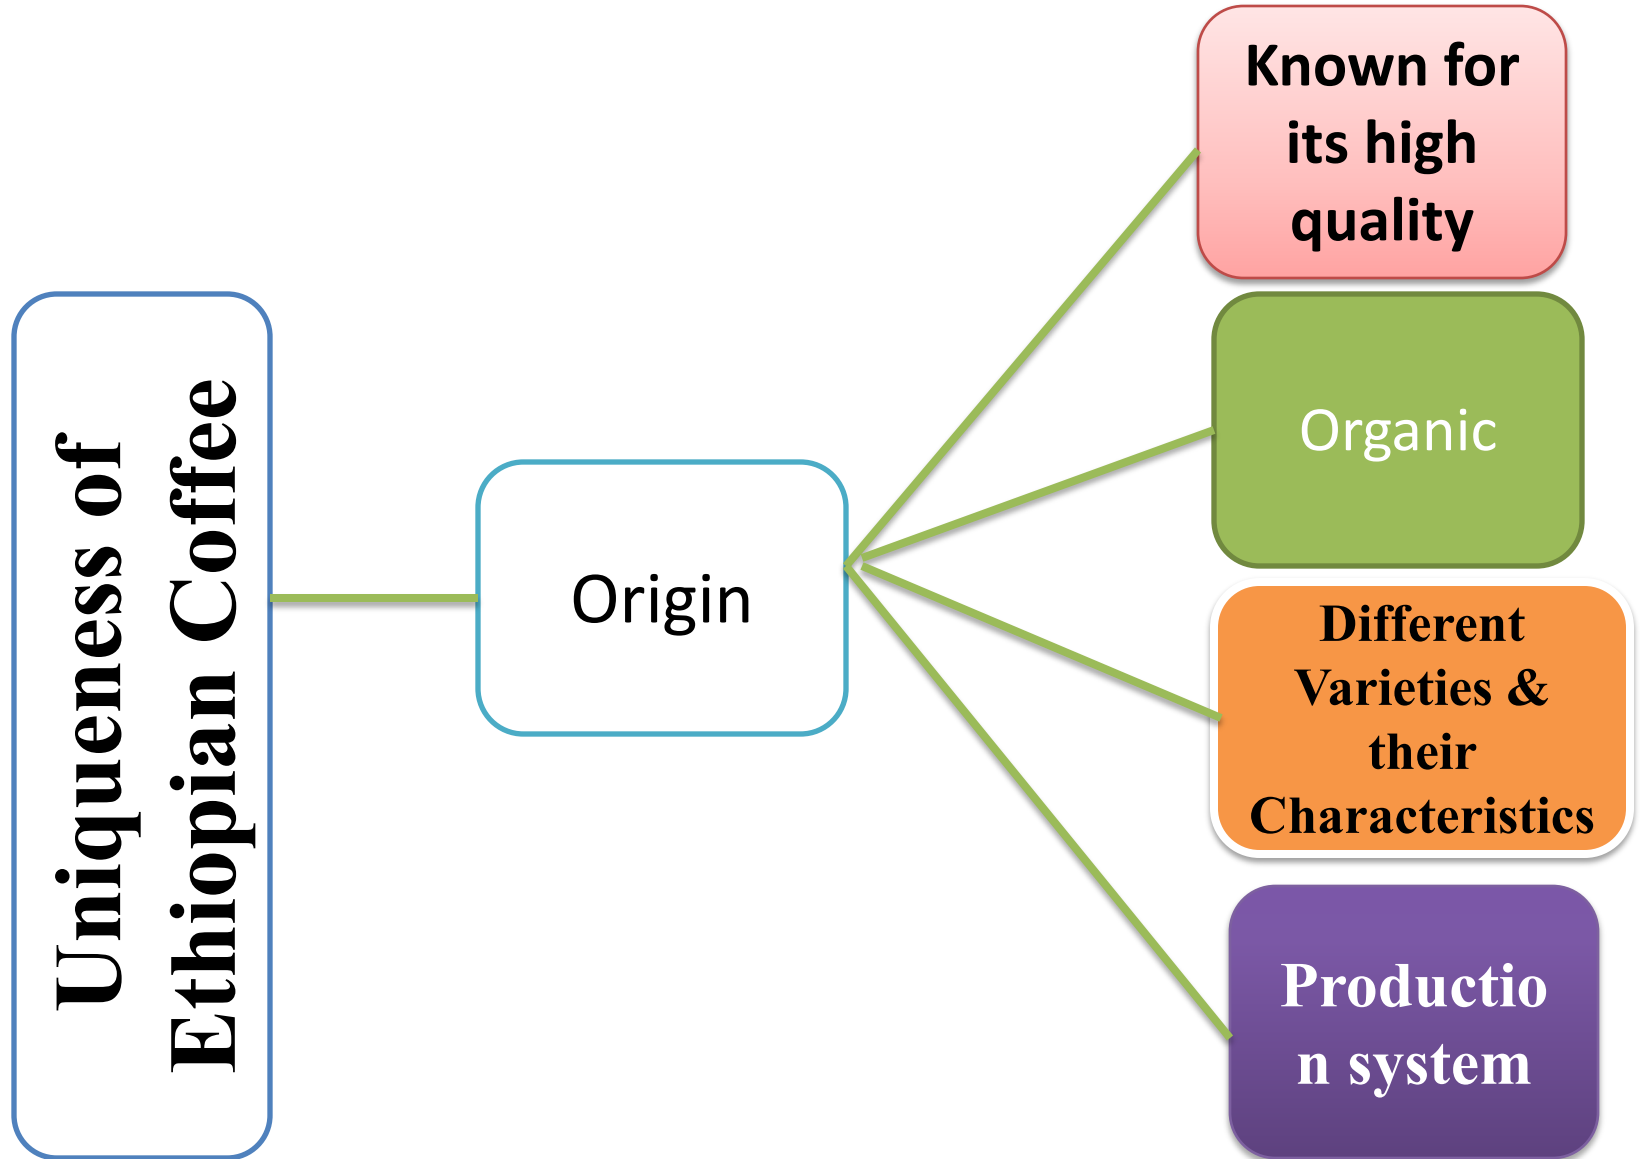 Uniqueness of
Ethiopian Coffee
Origin
Known for
its high
quality
Organic
Different
Varieties &
their
Characteristics
Productio
n system